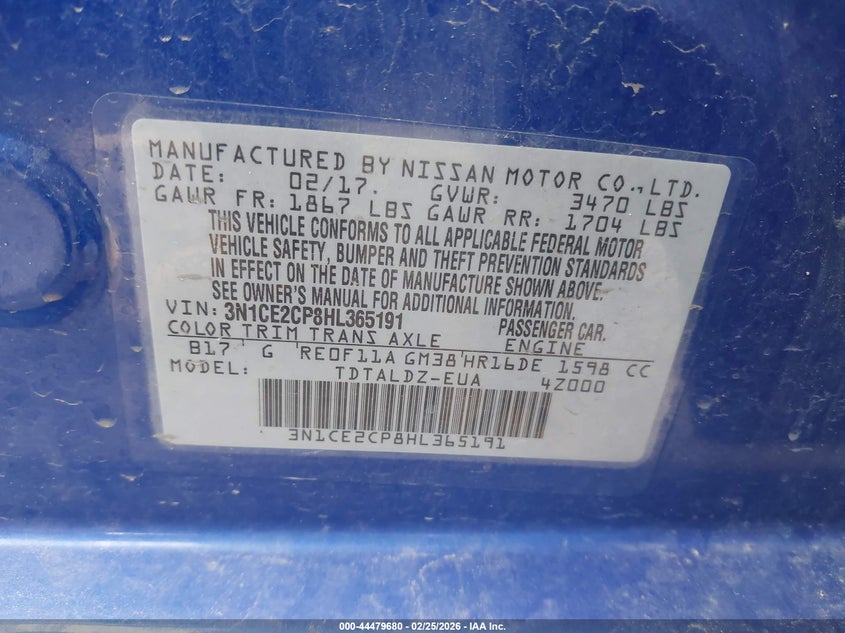 MANUFACTURED BY NISSAN MOTOR CO., LTD.
DATE: 02/17. GVWR: 3470 LBS
GAWR FR: 1867 LBS GAWR RR: 1704 LBS
THIS VEHICLE CONFORMS TO ALL APPLICABLE FEDERAL MOTOR
VEHICLE SAFETY, BUMPER AND THEFT PREVENTION STANDARDS
IN EFFECT ON THE DATE OF MANUFACTURE SHOWN ABOVE.
SEE OWNER'S MANUAL FOR ADDITIONAL INFORMATION.
VIN: 3N1CE2CP8HL365191 PASSENGER CAR.
COLOR TRIM TRANS AXLE ENGINE
B17 G RE0F11A GM38 HR16DE 1598 CC
MODEL: TDTALDZ-EUA 4Z000
3N1CE2CP8HL365191
000-44479680 - 02/25/2026 - IAA Inc.